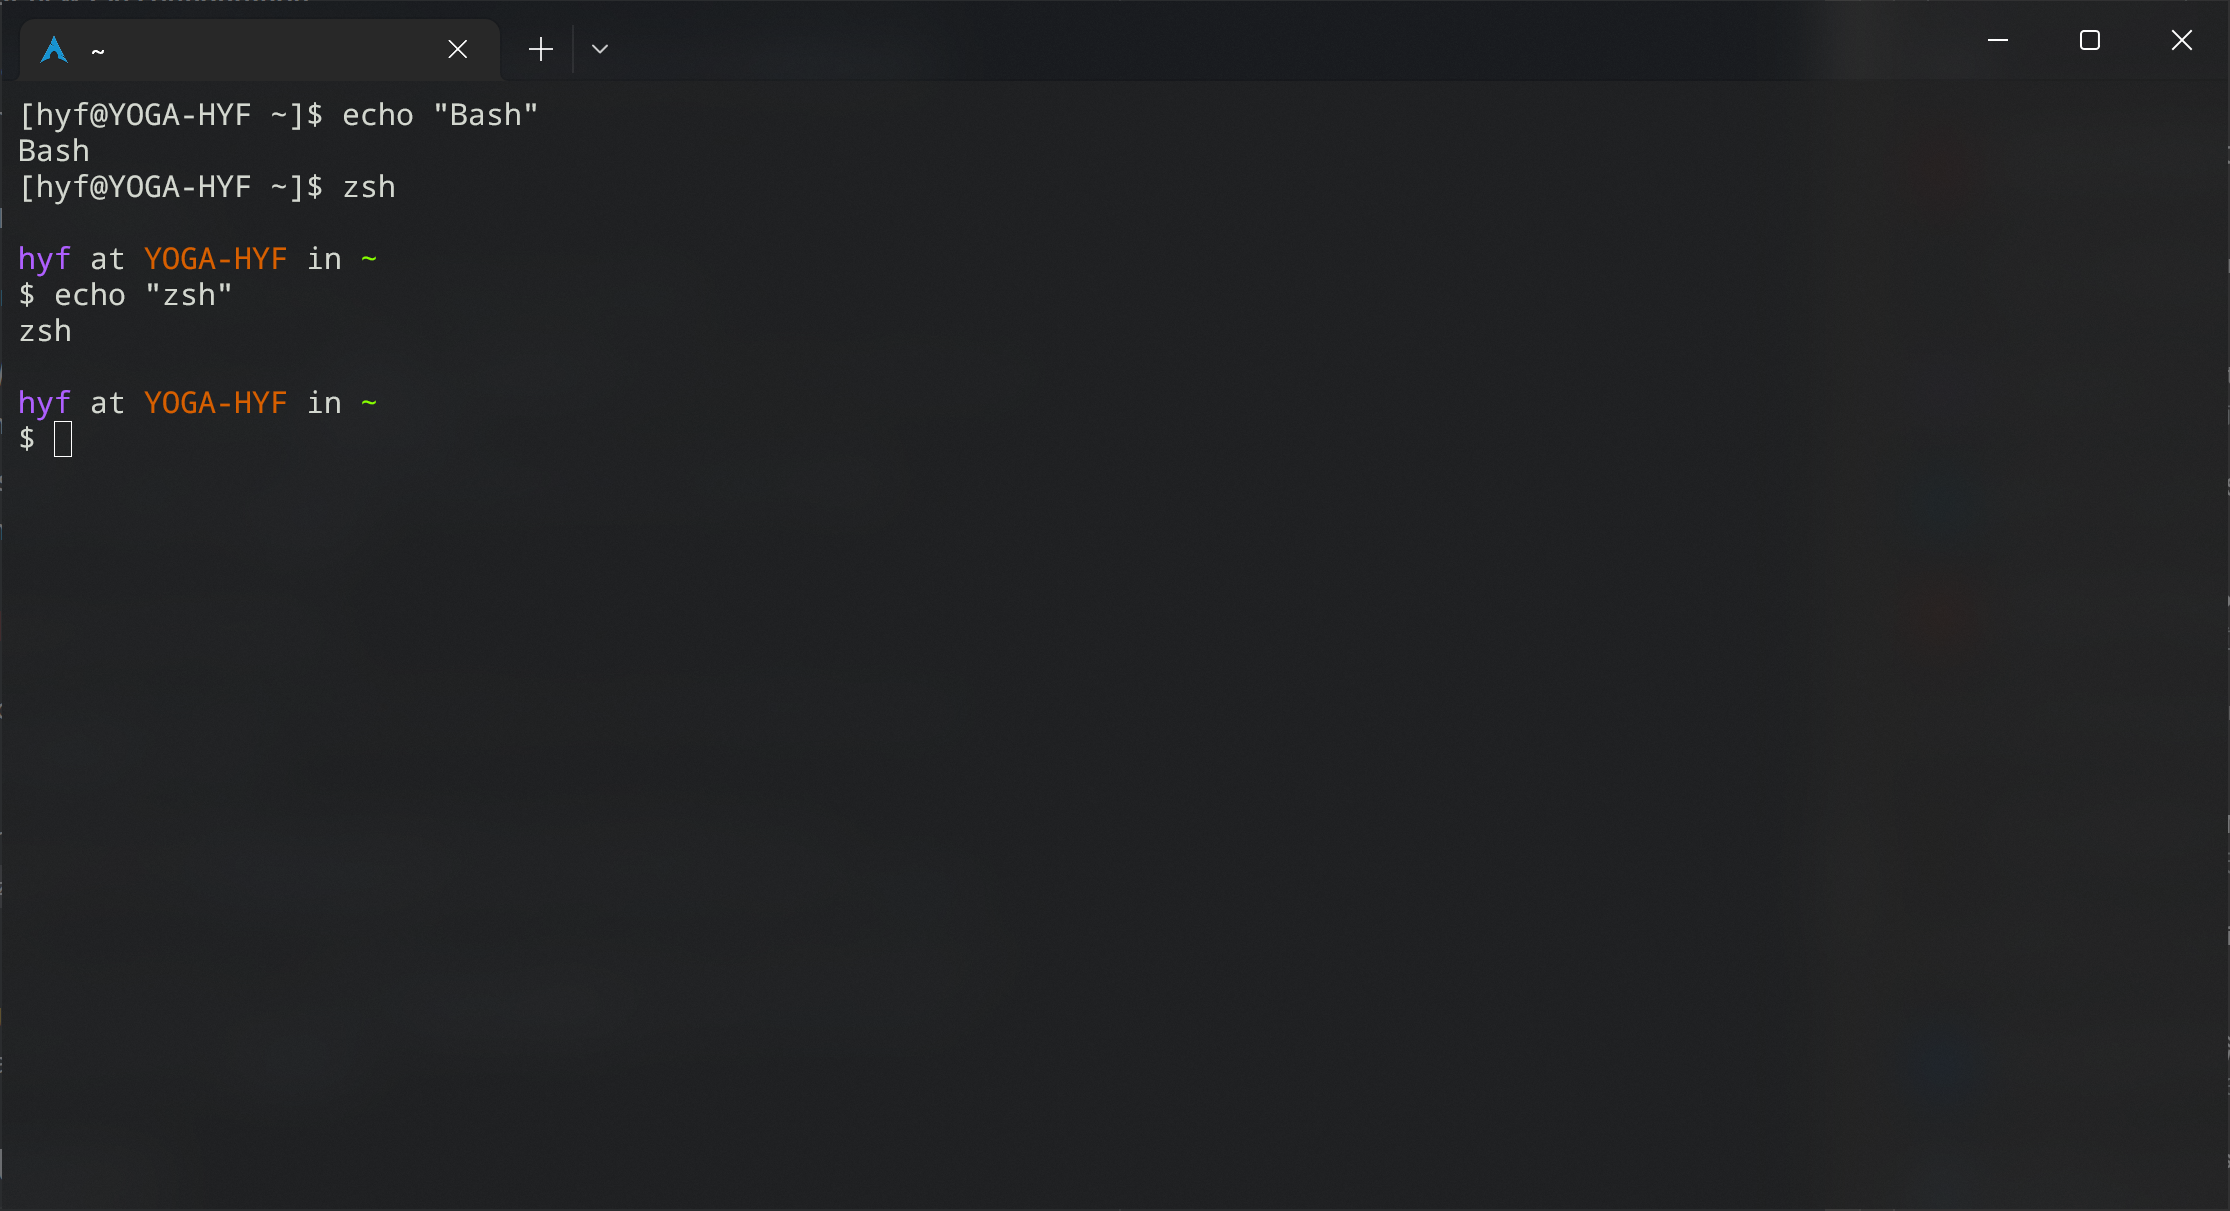 ~
[hyf@YOGA-HYF ~]$ echo "Bash"
Bash
[hyf@YOGA-HYF ~]$ zsh
hyf at YOGA-HYF in ~
$ echo "zsh"
zsh
hyf at YOGA-HYF in ~
$